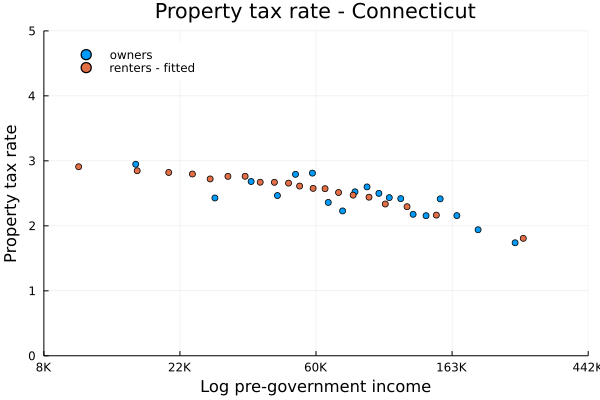 Property tax rate - Connecticut
owners
renters - fitted
Property tax rate
5
4
3
2
1
0
8K 22K 60K 163K 442K
Log pre-government income